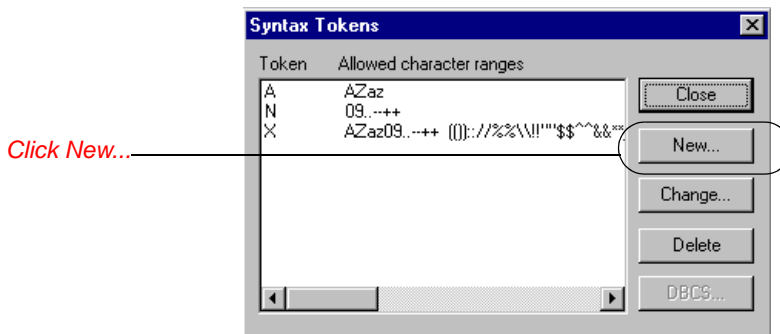 Syntax Tokens
Token Allowed character ranges
A AZaz
N 09..--++
X AZaz09..--++ (())::://%%\\!!""''$$^^&&**
Close
New...
Change...
Delete
DBCS...
Click New...